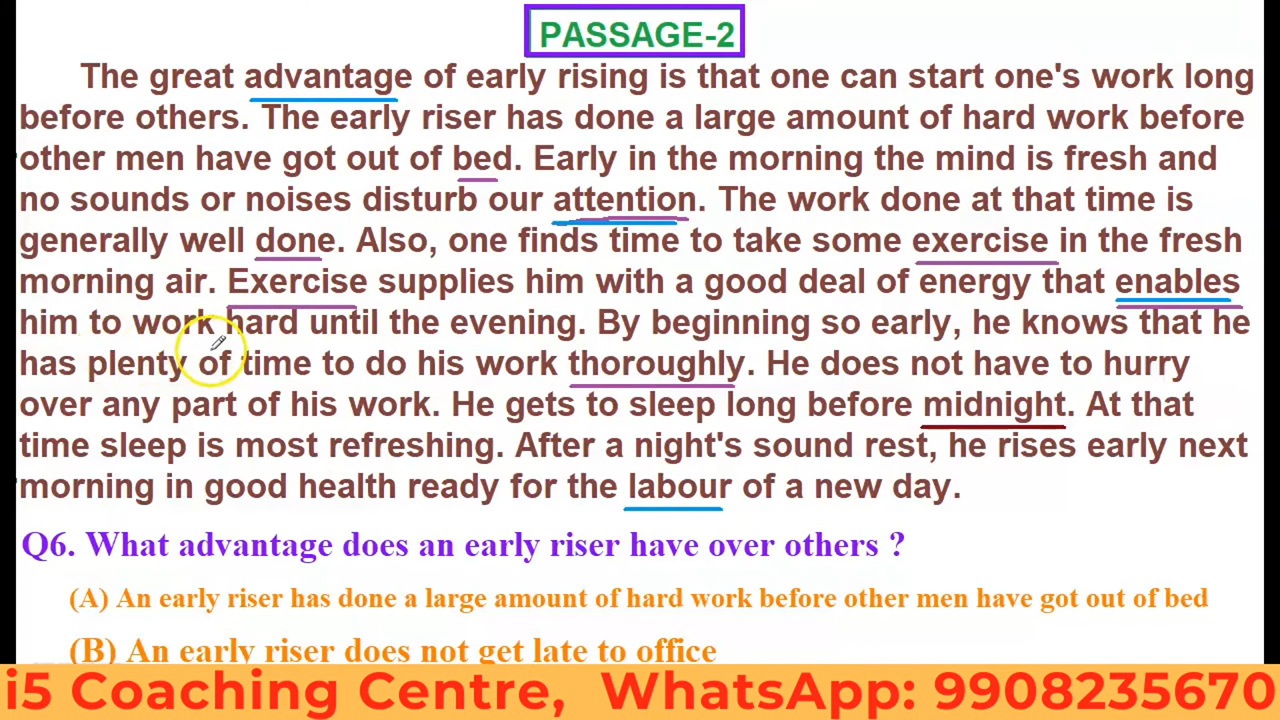 PASSAGE-2
The great advantage of early rising is that one can start one's work long
before others. The early riser has done a large amount of hard work before
other men have got out of bed. Early in the morning the mind is fresh and
no sounds or noises disturb our attention. The work done at that time is
generally well done. Also, one finds time to take some exercise in the fresh
morning air. Exercise supplies him with a good deal of energy that enables
him to work hard until the evening. By beginning so early, he knows that he
has plenty of time to do his work thoroughly. He does not have to hurry
over any part of his work. He gets to sleep long before midnight. At that
time sleep is most refreshing. After a night's sound rest, he rises early next
morning in good health ready for the labour of a new day.
Q6. What advantage does an early riser have over others ?
(A) An early riser has done a large amount of hard work before other men have got out of bed
(B) An early riser does not get late to office
i5 Coaching Centre, WhatsApp: 9908235670